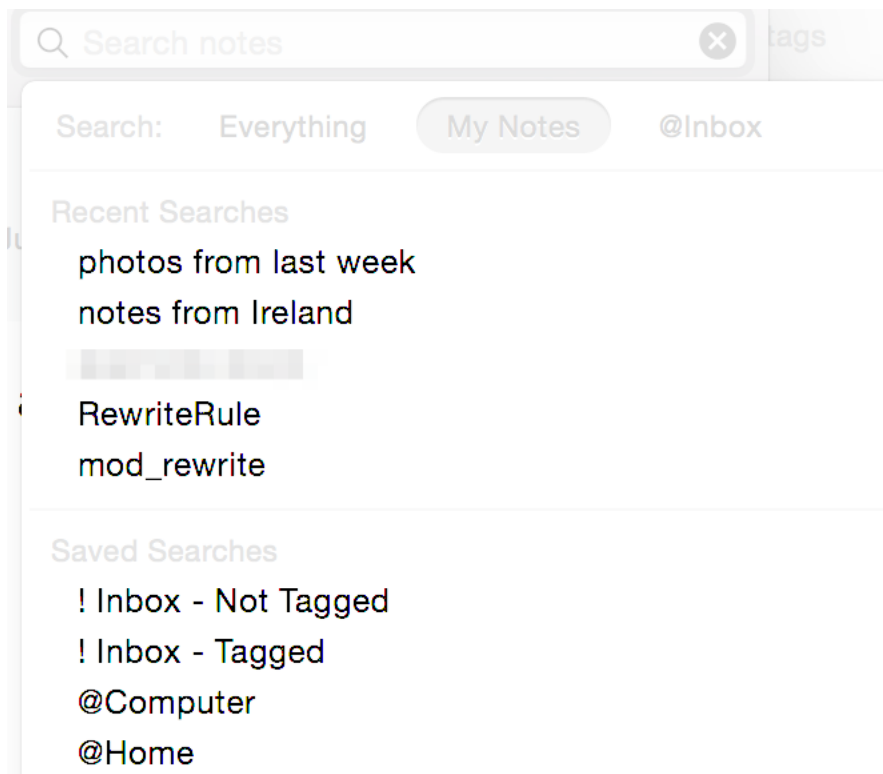 Search notes
tags
Search: Everything My Notes @Inbox
Recent Searches
photos from last week
notes from Ireland
RewriteRule
mod_rewrite
Saved Searches
! Inbox - Not Tagged
! Inbox - Tagged
@Computer
@Home